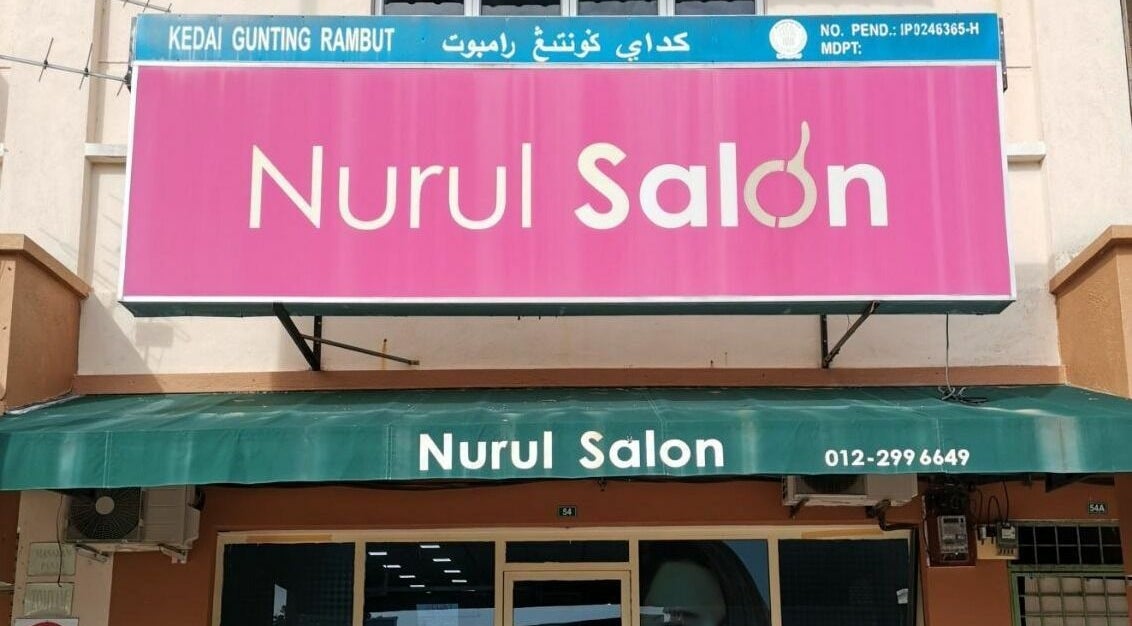 KEDAI GUNTING RAMBUT
كداي ݢونتيڠ رامبوت
NO. PEND.: IP0246365-H
MDPT:
Nurul Salon
Nurul Salon
012-299 6649
54
54A